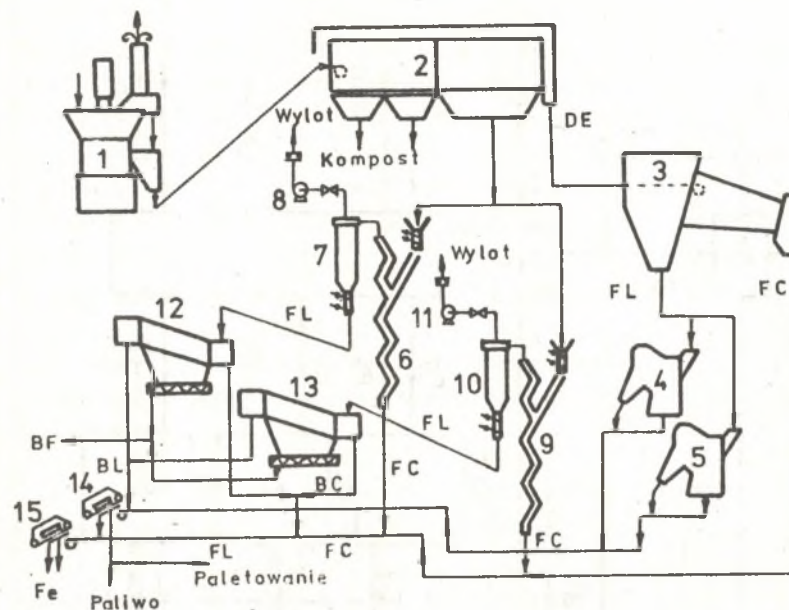 1
2
Wylot
Kompost
DE
3
8
7
Wylot
FL
FC
12
FL
11
6
10
4
13
FL
9
5
BF
BL
BC
FC
14
15
FL
FC
FC
Fe
Paliwo
Paletowanie